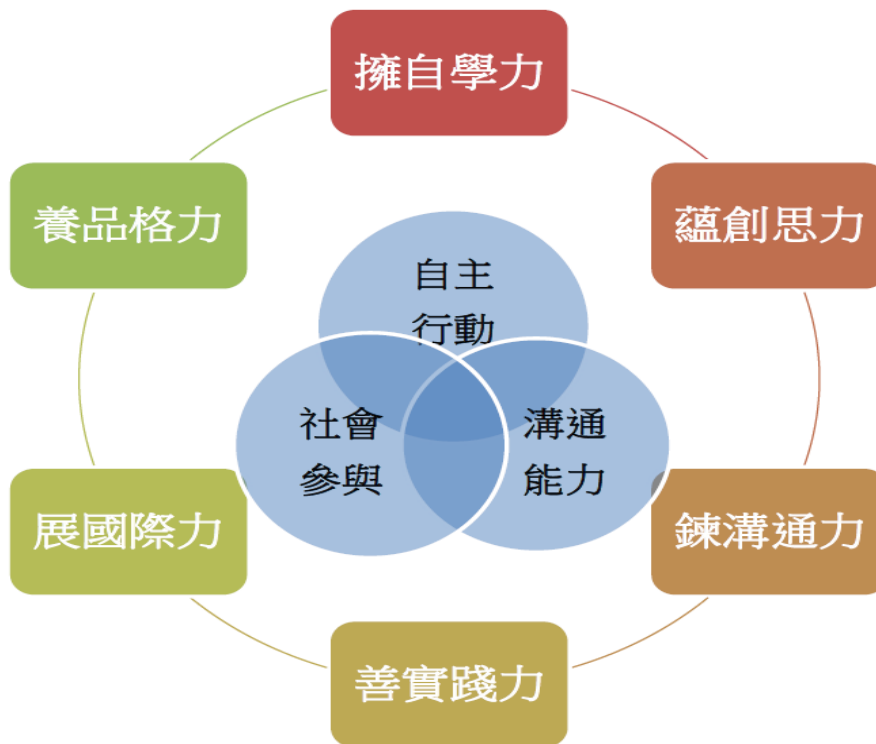 擁自學力
養品格力
蘊創思力
自主
行動
社會
參與
溝通
能力
展國際力
鍊溝通力
善實踐力